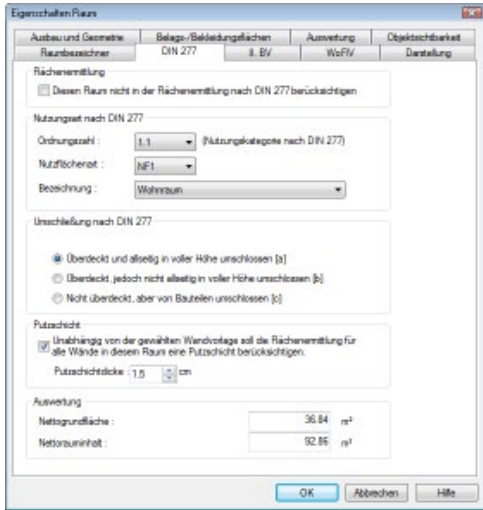 Eigenschaften Raum
Ausbau und Geometrie Belags-/Bekleidungsflächen Auswertung Objektsichtbarkeit
Raumbezeichner DIN 277 II. BV WoFlV Darstellung
Flächenermittlung
Diesen Raum nicht in der Flächenermittlung nach DIN 277 berücksichtigen
Nutzungsart nach DIN 277
Ordnungszahl : 1.1 (Nutzungskategorie nach DIN 277)
Nutzflächenart : NF1
Bezeichnung : Wohnraum
Umschließung nach DIN 277
Überdeckt und allseitig in voller Höhe umschlossen [a]
Überdeckt, jedoch nicht allseitig in voller Höhe umschlossen [b]
Nicht überdeckt, aber von Bauteilen umschlossen [c]
Putzschicht
Unabhängig von der gewählten Wandvorlage soll die Flächenermittlung für
alle Wände in diesem Raum eine Putzschicht berücksichtigen.
Putzschichtdicke : 1.5 cm
Auswertung
Nettogrundfläche : 36.84 m²
Nettorauminhalt : 92.86 m³
OK Abbrechen Hilfe